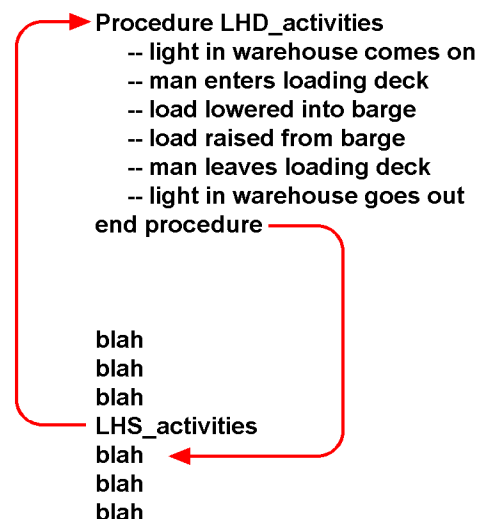 Procedure LHD_activities
-- light in warehouse comes on
-- man enters loading deck
-- load lowered into barge
-- load raised from barge
-- man leaves loading deck
-- light in warehouse goes out
end procedure
blah
blah
blah
LHS_activities
blah
blah
blah